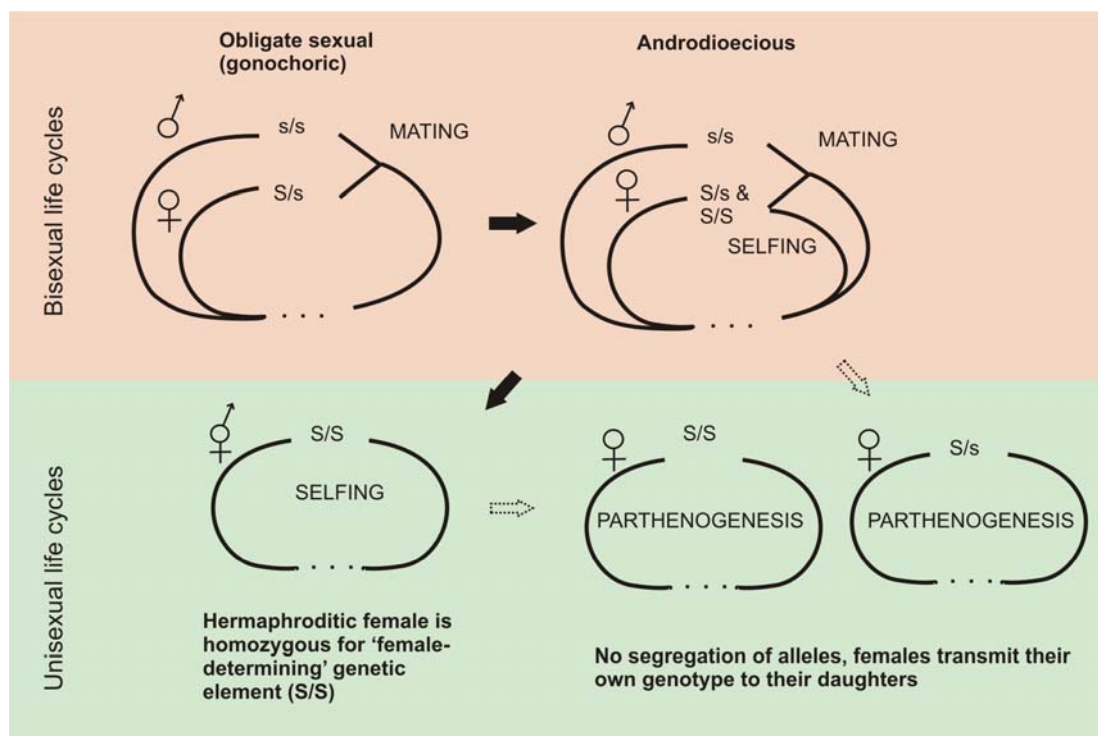 Obligate sexual
(gonochoric)
Androdioecious
Bisexual life cycles
s/s
MATING
S/s
s/s
MATING
S/s &
S/S
SELFING
. . .
. . .
Unisexual life cycles
S/S
SELFING
. . . .
S/S
PARTHENOGENESIS
. . . .
S/s
PARTHENOGENESIS
. . . .
Hermaphroditic female is
homozygous for ‘female-
determining’ genetic
element (S/S)
No segregation of alleles, females transmit their
own genotype to their daughters